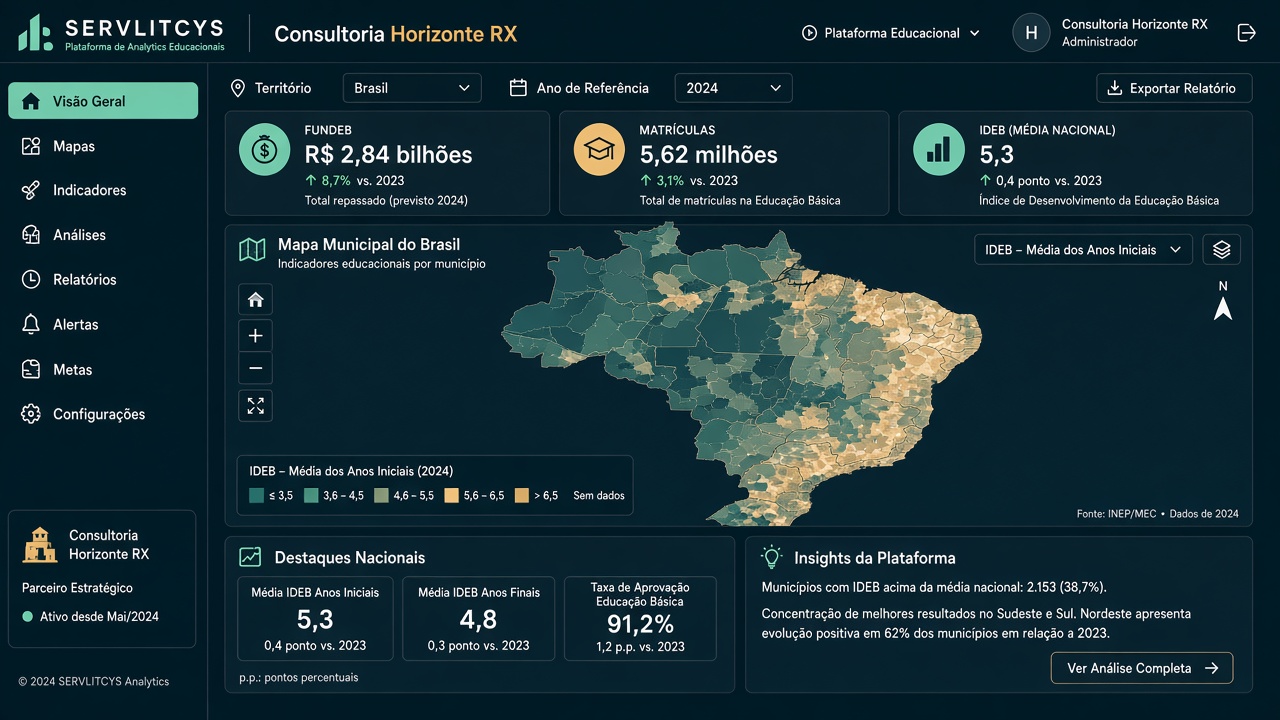 SERVLITCYS
Plataforma de Analytics Educacionais
Consultoria Horizonte RX
Plataforma Educacional
H
Consultoria Horizonte RX
Administrador
Visão Geral
Mapas
Indicadores
Análises
Relatórios
Alertas
Metas
Configurações
Consultoria
Horizonte RX
Parceiro Estratégico
Ativo desde Mai/2024
© 2024 SERVLITCYS Analytics
Território
Brasil
Ano de Referência
2024
Exportar Relatório
FUNDEB
R$ 2,84 bilhões
↑ 8,7% vs. 2023
Total repassado (previsto 2024)
MATRÍCULAS
5,62 milhões
↑ 3,1% vs. 2023
Total de matrículas na Educação Básica
IDEB (MÉDIA NACIONAL)
5,3
↑ 0,4 ponto vs. 2023
Índice de Desenvolvimento da Educação Básica
Mapa Municipal do Brasil
Indicadores educacionais por município
IDEB – Média dos Anos Iniciais
N
IDEB – Média dos Anos Iniciais (2024)
≤ 3,5 3,6 – 4,5 4,6 – 5,5 5,6 – 6,5 > 6,5 Sem dados
Fonte: INEP/MEC • Dados de 2024
Destaques Nacionais
Média IDEB Anos Iniciais
5,3
0,4 ponto vs. 2023
Média IDEB Anos Finais
4,8
0,3 ponto vs. 2023
Taxa de Aprovação
Educação Básica
91,2%
1,2 p.p. vs. 2023
p.p.: pontos percentuais
Insights da Plataforma
Municípios com IDEB acima da média nacional: 2.153 (38,7%).
Concentração de melhores resultados no Sudeste e Sul. Nordeste apresenta
evolução positiva em 62% dos municípios em relação a 2023.
Ver Análise Completa →